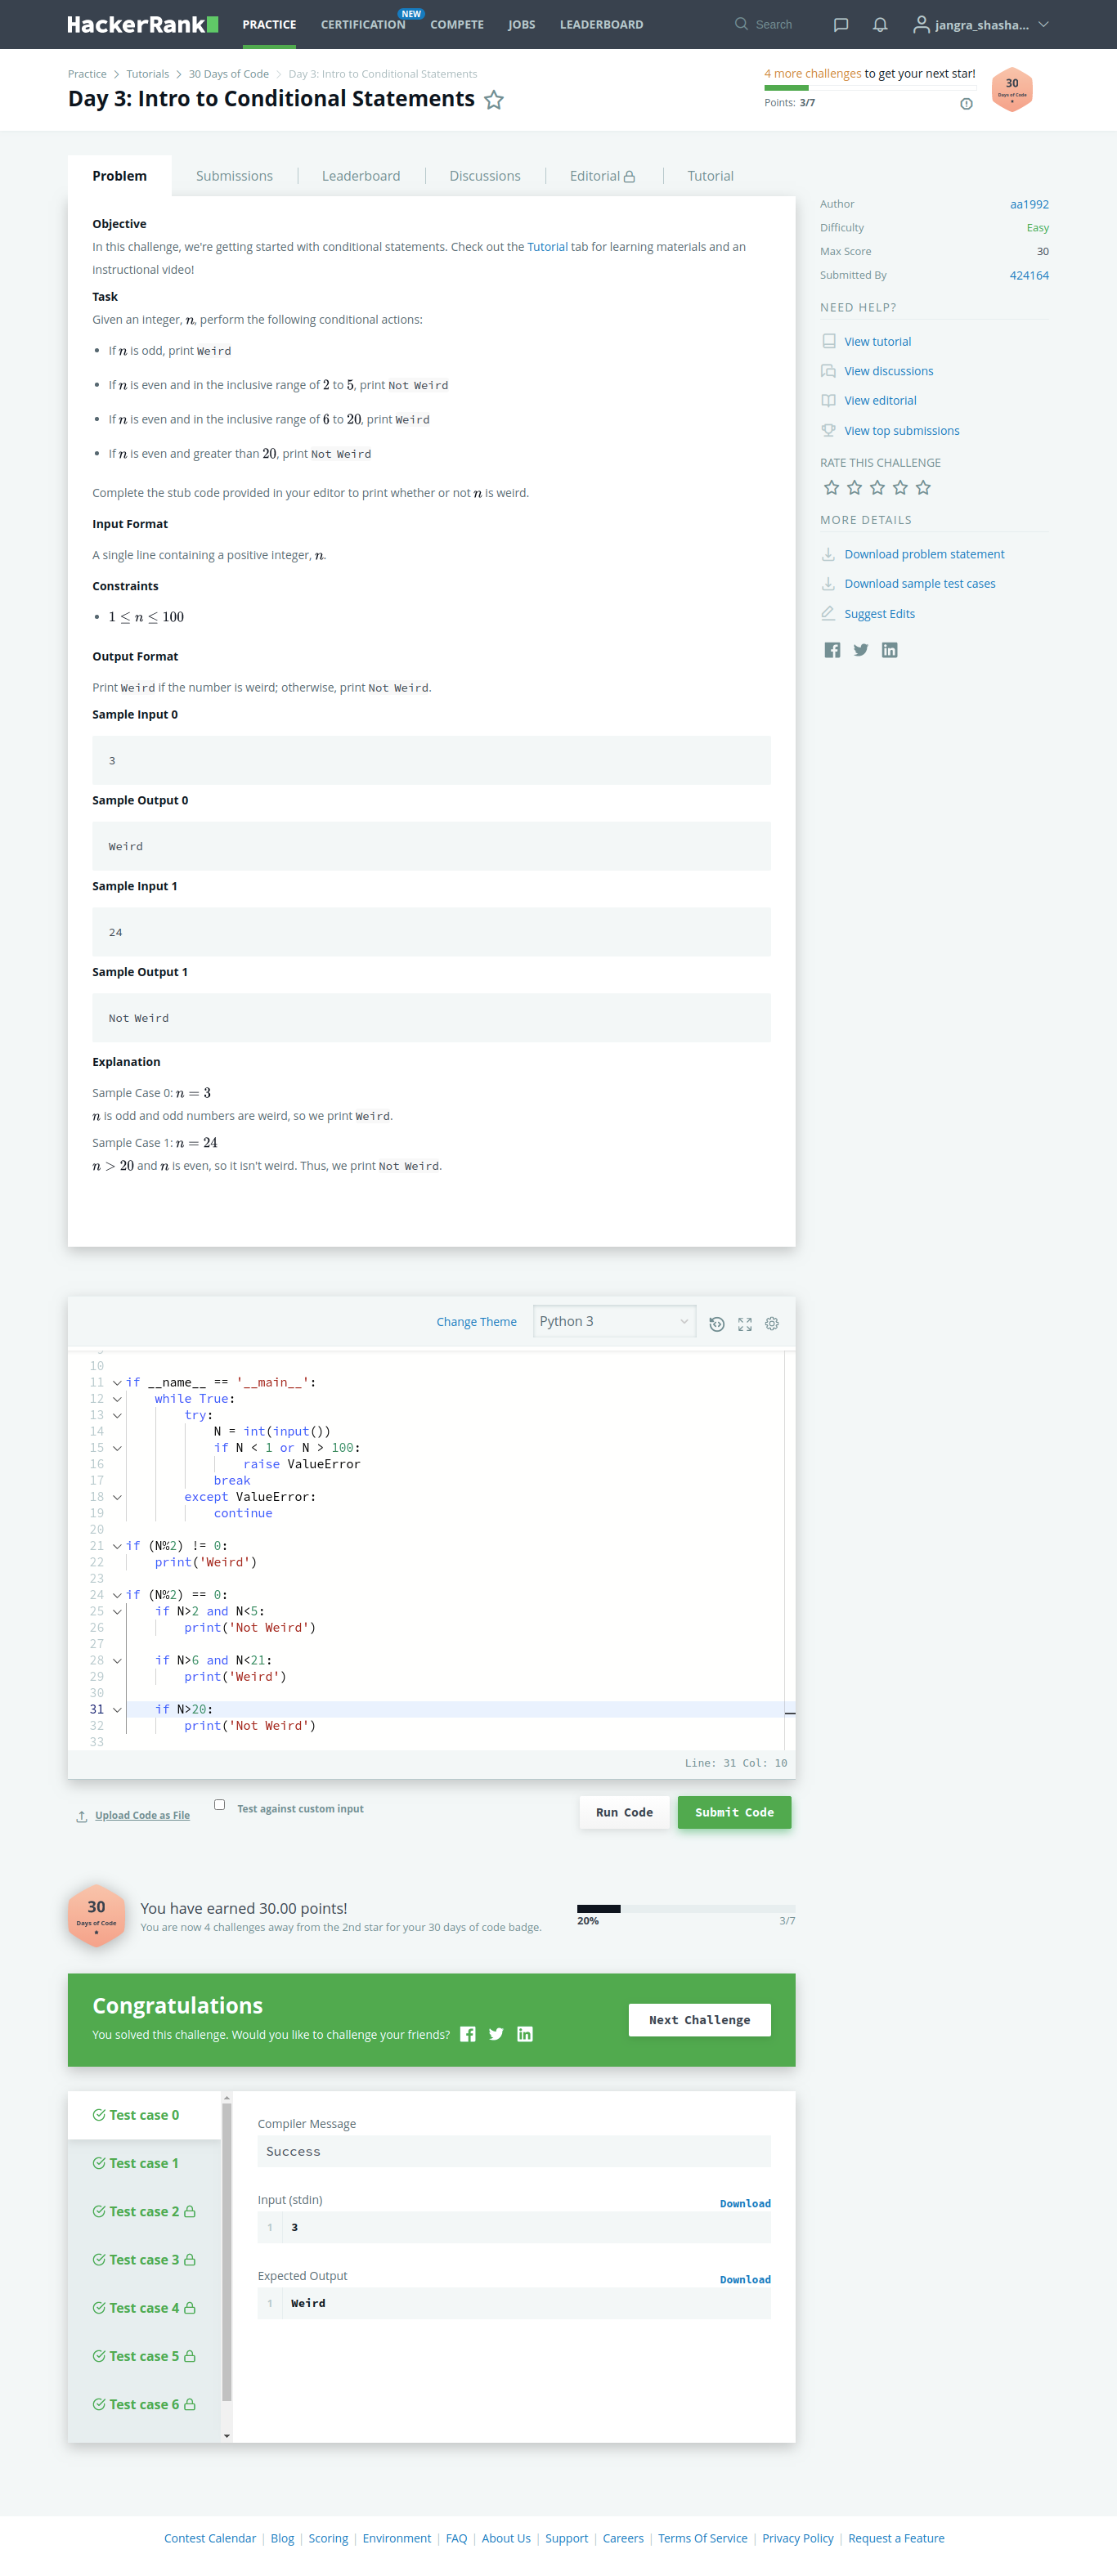 HackerRank
PRACTICE
CERTIFICATION
NEW
COMPETE
JOBS
LEADERBOARD
Search
jangra_shasha...
Practice > Tutorials > 30 Days of Code > Day 3: Intro to Conditional Statements
Day 3: Intro to Conditional Statements
4 more challenges to get your next star!
Points: 3/7
30
Days of Code
Problem
Submissions
Leaderboard
Discussions
Editorial
Tutorial
Objective
In this challenge, we're getting started with conditional statements. Check out the Tutorial tab for learning materials and an
instructional video!
Task
Given an integer, n, perform the following conditional actions:
• If n is odd, print Weird
• If n is even and in the inclusive range of 2 to 5, print Not Weird
• If n is even and in the inclusive range of 6 to 20, print Weird
• If n is even and greater than 20, print Not Weird
Complete the stub code provided in your editor to print whether or not n is weird.
Input Format
A single line containing a positive integer, n.
Constraints
• 1 ≤ n ≤ 100
Output Format
Print Weird if the number is weird; otherwise, print Not Weird.
Sample Input 0
3
Sample Output 0
Weird
Sample Input 1
24
Sample Output 1
Not Weird
Explanation
Sample Case 0: n = 3
n is odd and odd numbers are weird, so we print Weird.
Sample Case 1: n = 24
n > 20 and n is even, so it isn't weird. Thus, we print Not Weird.
Author aa1992
Difficulty Easy
Max Score 30
Submitted By 424164
NEED HELP?
View tutorial
View discussions
View editorial
View top submissions
RATE THIS CHALLENGE
MORE DETAILS
Download problem statement
Download sample test cases
Suggest Edits
Change Theme
Python 3
10
11 if __name__ == '__main__':
12     while True:
13         try:
14             N = int(input())
15             if N < 1 or N > 100:
16                 raise ValueError
17             break
18         except ValueError:
19             continue
20
21 if (N%2) != 0:
22     print('Weird')
23
24 if (N%2) == 0:
25     if N>2 and N<5:
26         print('Not Weird')
27
28     if N>6 and N<21:
29         print('Weird')
30
31     if N>20:
32         print('Not Weird')
33
Line: 31 Col: 10
Upload Code as File
Test against custom input
Run Code
Submit Code
30
Days of Code
You have earned 30.00 points!
You are now 4 challenges away from the 2nd star for your 30 days of code badge.
20%
3/7
Congratulations
You solved this challenge. Would you like to challenge your friends?
Next Challenge
Test case 0
Test case 1
Test case 2
Test case 3
Test case 4
Test case 5
Test case 6
Compiler Message
Success
Input (stdin)
Download
1 3
Expected Output
Download
1 Weird
Contest Calendar | Blog | Scoring | Environment | FAQ | About Us | Support | Careers | Terms Of Service | Privacy Policy | Request a Feature